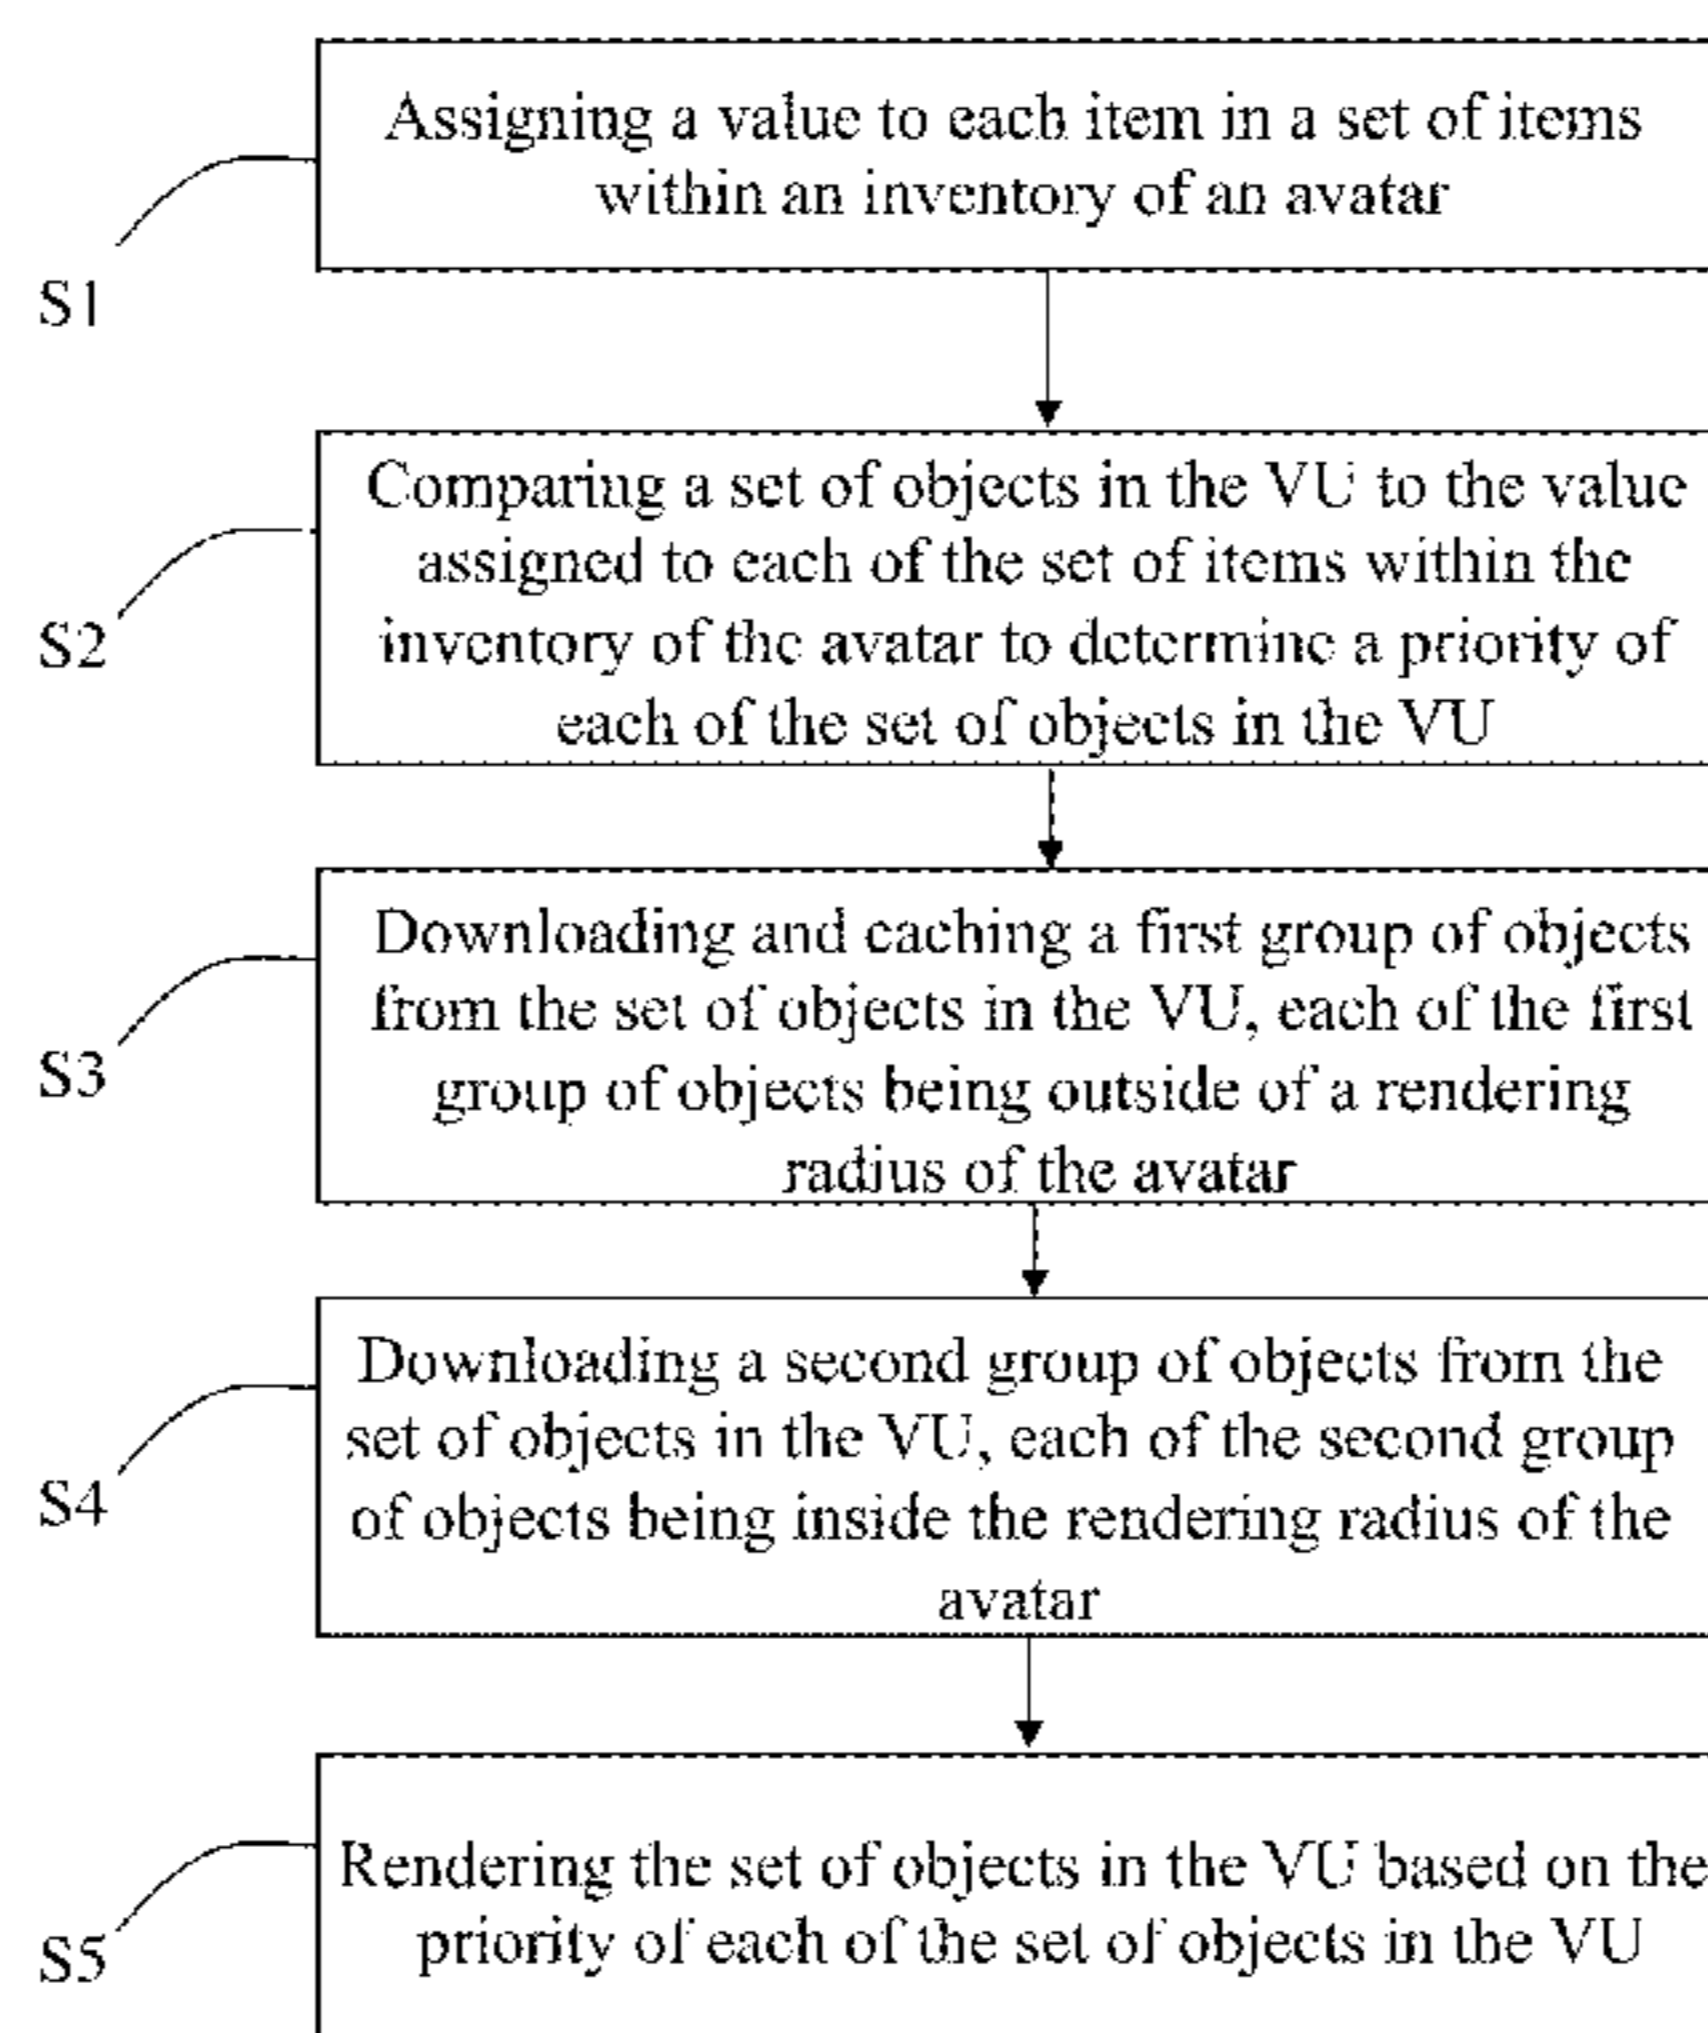 Assigning a value to each item in a set of items
within an inventory of an avatar
S1
Comparing a set of objects in the VU to the value
assigned to each of the set of items within the
inventory of the avatar to determine a priority of
each of the set of objects in the VU
S2
Downloading and caching a first group of objects
from the set of objects in the VU, each of the first
group of objects being outside of a rendering
radius of the avatar
S3
Downloading a second group of objects from the
set of objects in the VU, each of the second group
of objects being inside the rendering radius of the
avatar
S4
Rendering the set of objects in the VU based on the
priority of each of the set of objects in the VU
S5